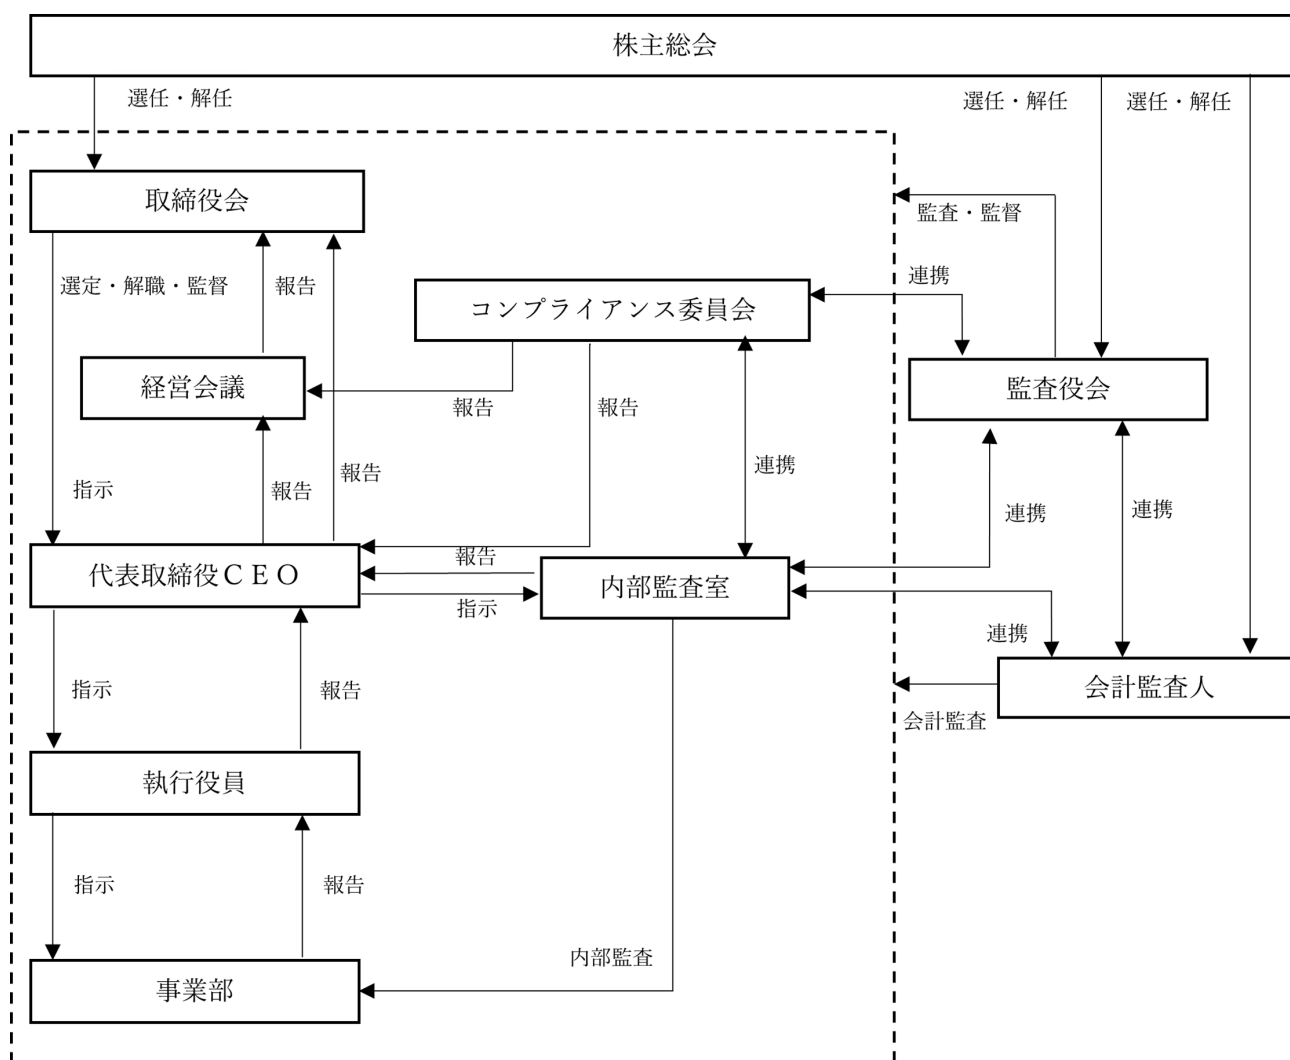 株主総会
選任・解任
選任・解任
選任・解任
取締役会
監査・監督
選定・解職・監督
報告
連携
コンプライアンス委員会
経営会議
監査役会
報告
報告
連携
報告
指示
報告
連携
連携
報告
代表取締役CEO
内部監査室
指示
連携
指示
報告
会計監査人
会計監査
執行役員
指示
報告
内部監査
事業部